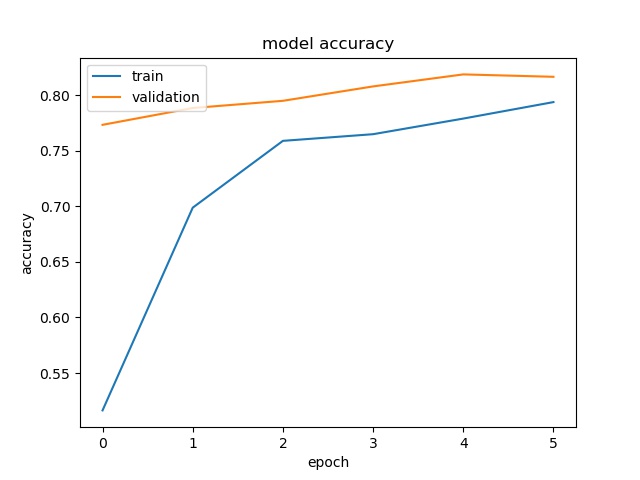 model accuracy
train
validation
accuracy
0.80
0.75
0.70
0.65
0.60
0.55
0 1 2 3 4 5
epoch